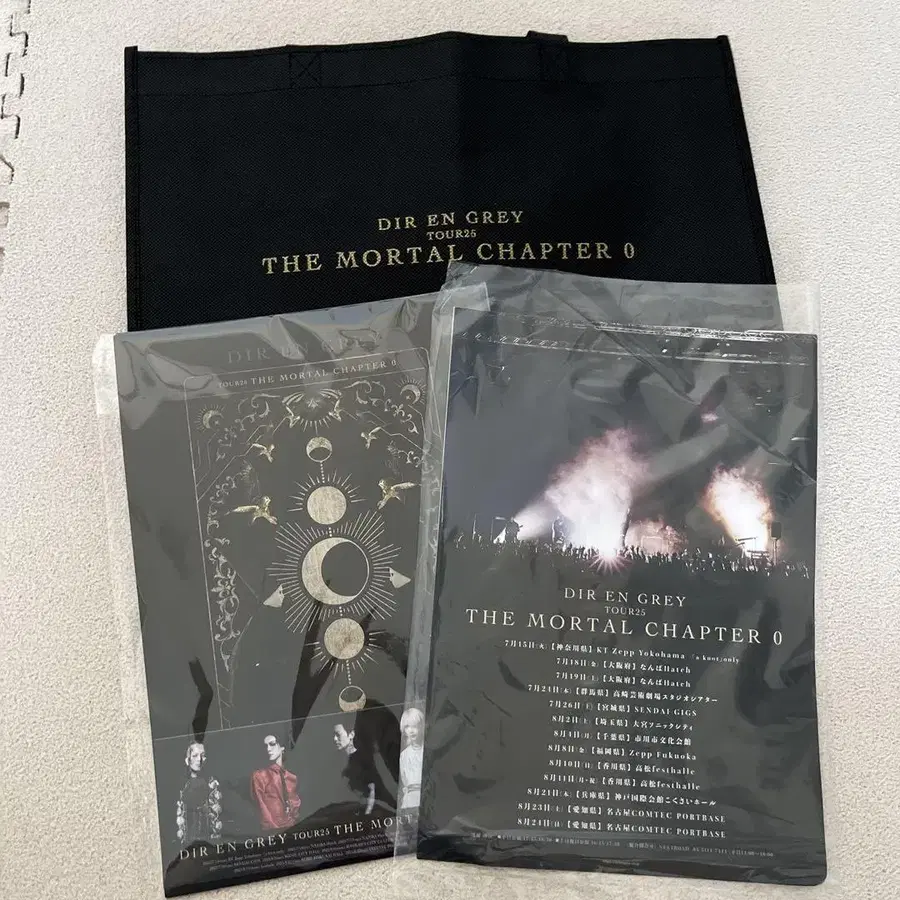 DIR EN GREY
TOUR25
THE MORTAL CHAPTER 0
DIR EN GREY
TOUR25 THE MORTAL CHAPTER 0
DIR EN GREY TOUR25 THE MORT
DIR EN GREY
TOUR25
THE MORTAL CHAPTER 0
7月15日(火)【神奈川県】KT Zepp Yokohama 「a knot」only
7月18日(金)【大阪府】なんばHatch
7月19日(土)【大阪府】なんばHatch
7月24日(木)【群馬県】高崎芸術劇場スタジオシアター
7月26日(土)【宮城県】SENDAI GIGS
8月2日(土)【埼玉県】大宮ソニックシティ
8月4日(月)【千葉県】市川市文化会館
8月8日(金)【福岡県】Zepp Fukuoka
8月10日(日)【香川県】高松festhalle
8月11日(月・祝)【香川県】高松festhalle
8月21日(木)【兵庫県】神戸国際会館こくさいホール
8月23日(土)【愛知県】名古屋COMTEC PORTBASE
8月24日(日)【愛知県】名古屋COMTEC PORTBASE